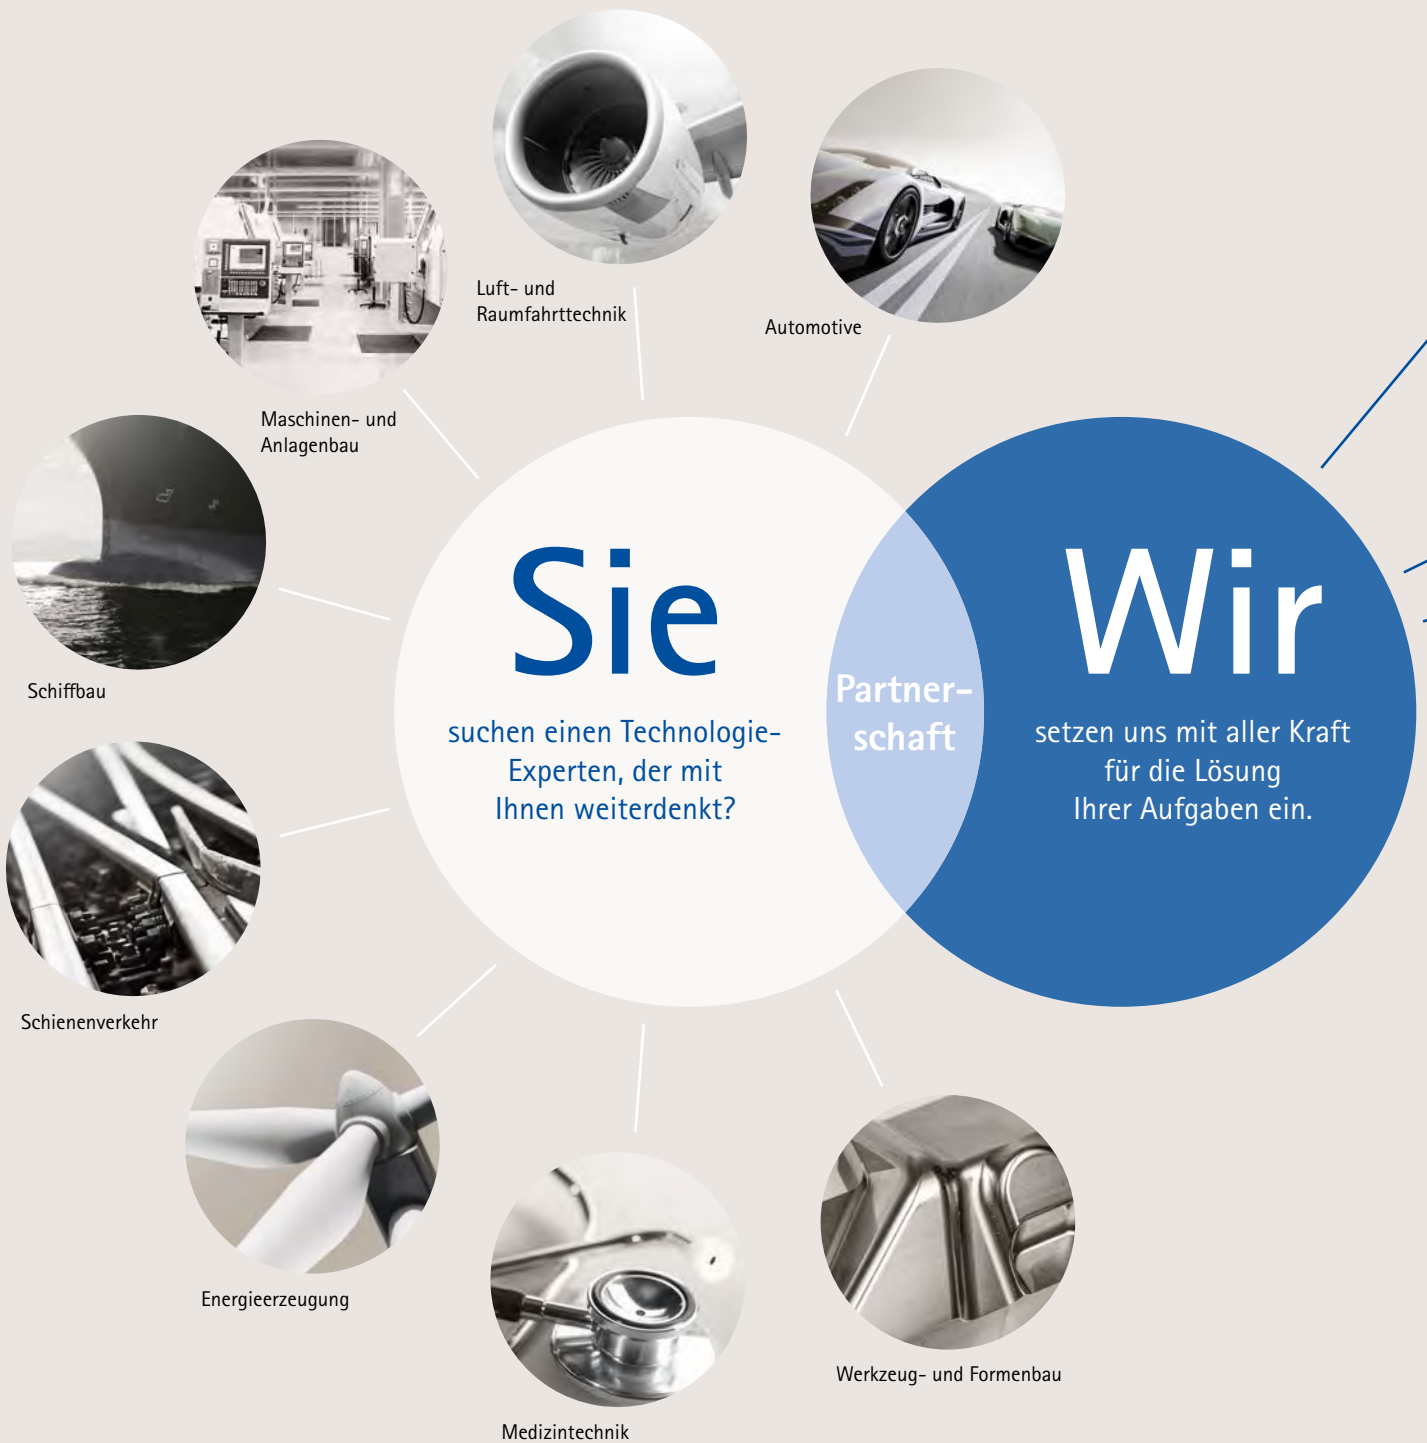 Luft- und
Raumfahrttechnik
Automotive
Maschinen- und
Anlagenbau
Schiffbau
Schienenverkehr
Energieerzeugung
Medizintechnik
Werkzeug- und Formenbau
Sie
suchen einen Technologie-
Experten, der mit
Ihnen weiterdenkt?
Partner-
schaft
Wir
setzen uns mit aller Kraft
für die Lösung
Ihrer Aufgaben ein.